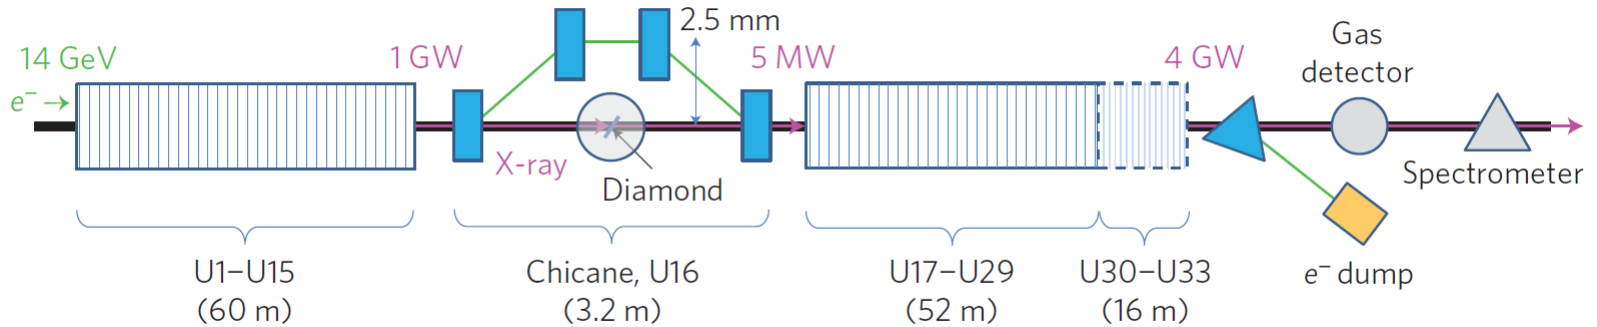 14 GeV
e⁻
1 GW
2.5 mm
X-ray
Diamond
5 MW
4 GW
Gas
detector
Spectrometer
e⁻ dump
U1–U15
(60 m)
Chicane, U16
(3.2 m)
U17–U29
(52 m)
U30–U33
(16 m)